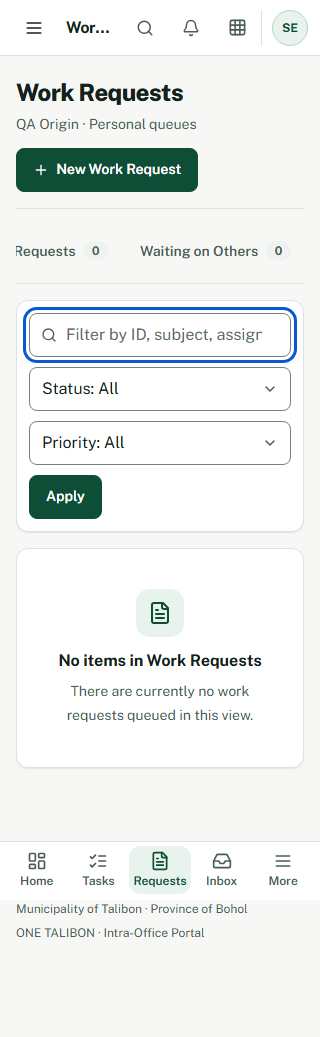 Wor...
SE
Work Requests
QA Origin · Personal queues
New Work Request
Requests 0 Waiting on Others 0
Filter by ID, subject, assigr
Status: All
Priority: All
Apply
No items in Work Requests
There are currently no work
requests queued in this view.
Home Tasks Requests Inbox More
Municipality of Talibon · Province of Bohol
ONE TALIBON · Intra-Office Portal